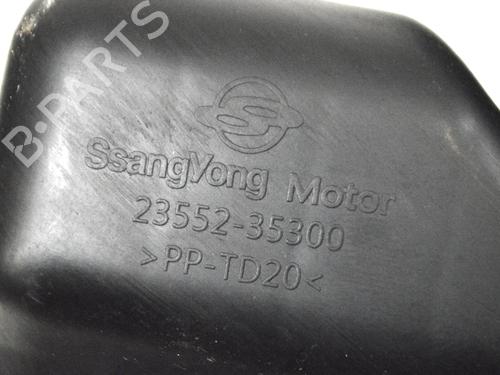 B-PARTS
SsangYong Motor
23552-35300
>PP-TD20<